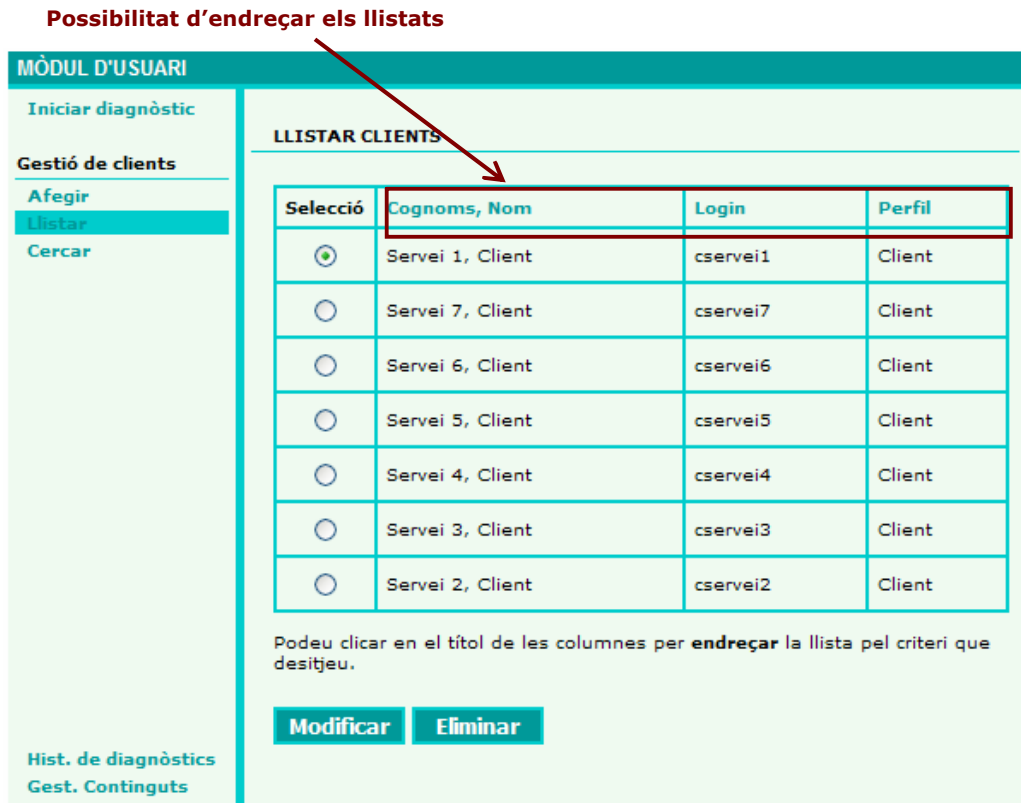 Possibilitat d’endreçar els llistats
MÒDUL D'USUARI
Iniciar diagnòstic
Gestió de clients
Afegir
Llistar
Cercar
Hist. de diagnòstics
Gest. Continguts
LLISTAR CLIENTS
Selecció Cognoms, Nom Login Perfil
Servei 1, Client cservei1 Client
Servei 7, Client cservei7 Client
Servei 6, Client cservei6 Client
Servei 5, Client cservei5 Client
Servei 4, Client cservei4 Client
Servei 3, Client cservei3 Client
Servei 2, Client cservei2 Client
Podeu clicar en el títol de les columnes per endreçar la llista pel criteri que
desitjeu.
Modificar Eliminar